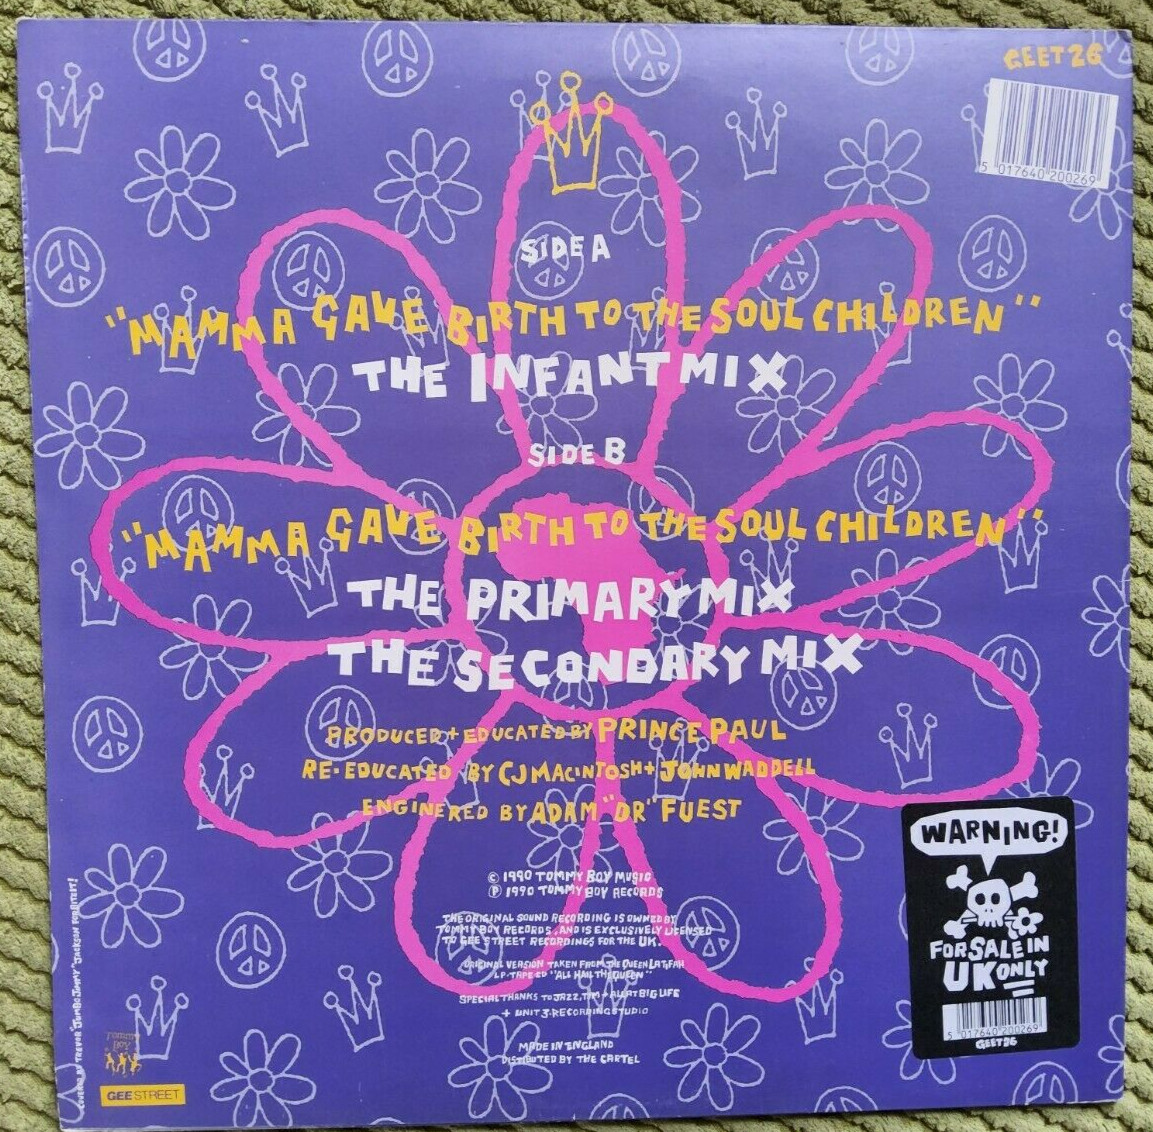 GEET 26
5 017640 200269
SIDE A
"MAMMA GAVE BIRTH TO THE SOUL CHILDREN"
THE INFANT MIX
SIDE B
"MAMMA GAVE BIRTH TO THE SOUL CHILDREN"
THE PRIMARY MIX
THE SECONDARY MIX
PRODUCED + EDUCATED BY PRINCE PAUL
RE-EDUCATED BY CJ MACINTOSH + JOHN WADDELL
ENGINERED BY ADAM "DR" FUEST
© 1990 TOMMY BOY MUSIC
℗ 1990 TOMMY BOY RECORDS
THE ORIGINAL SOUND RECORDING IS OWNED BY
TOMMY BOY RECORDS, AND IS EXCLUSIVELY LICENSED
TO GEE STREET RECORDINGS FOR THE UK.
ORIGINAL VERSION TAKEN FROM THE QUEEN LATIFAH
LP-TAPE CD "ALL HAIL THE QUEEN"
SPECIAL THANKS TO JAZZ, TIM + ALL AT BIG LIFE
+ UNIT 3 RECORDING STUDIO
MADE IN ENGLAND
DISTRIBUTED BY THE CARTEL
WARNING!
FOR SALE IN
UK ONLY
5 017640 200269
GEET 26
TOMMY
BOY
GEE STREET